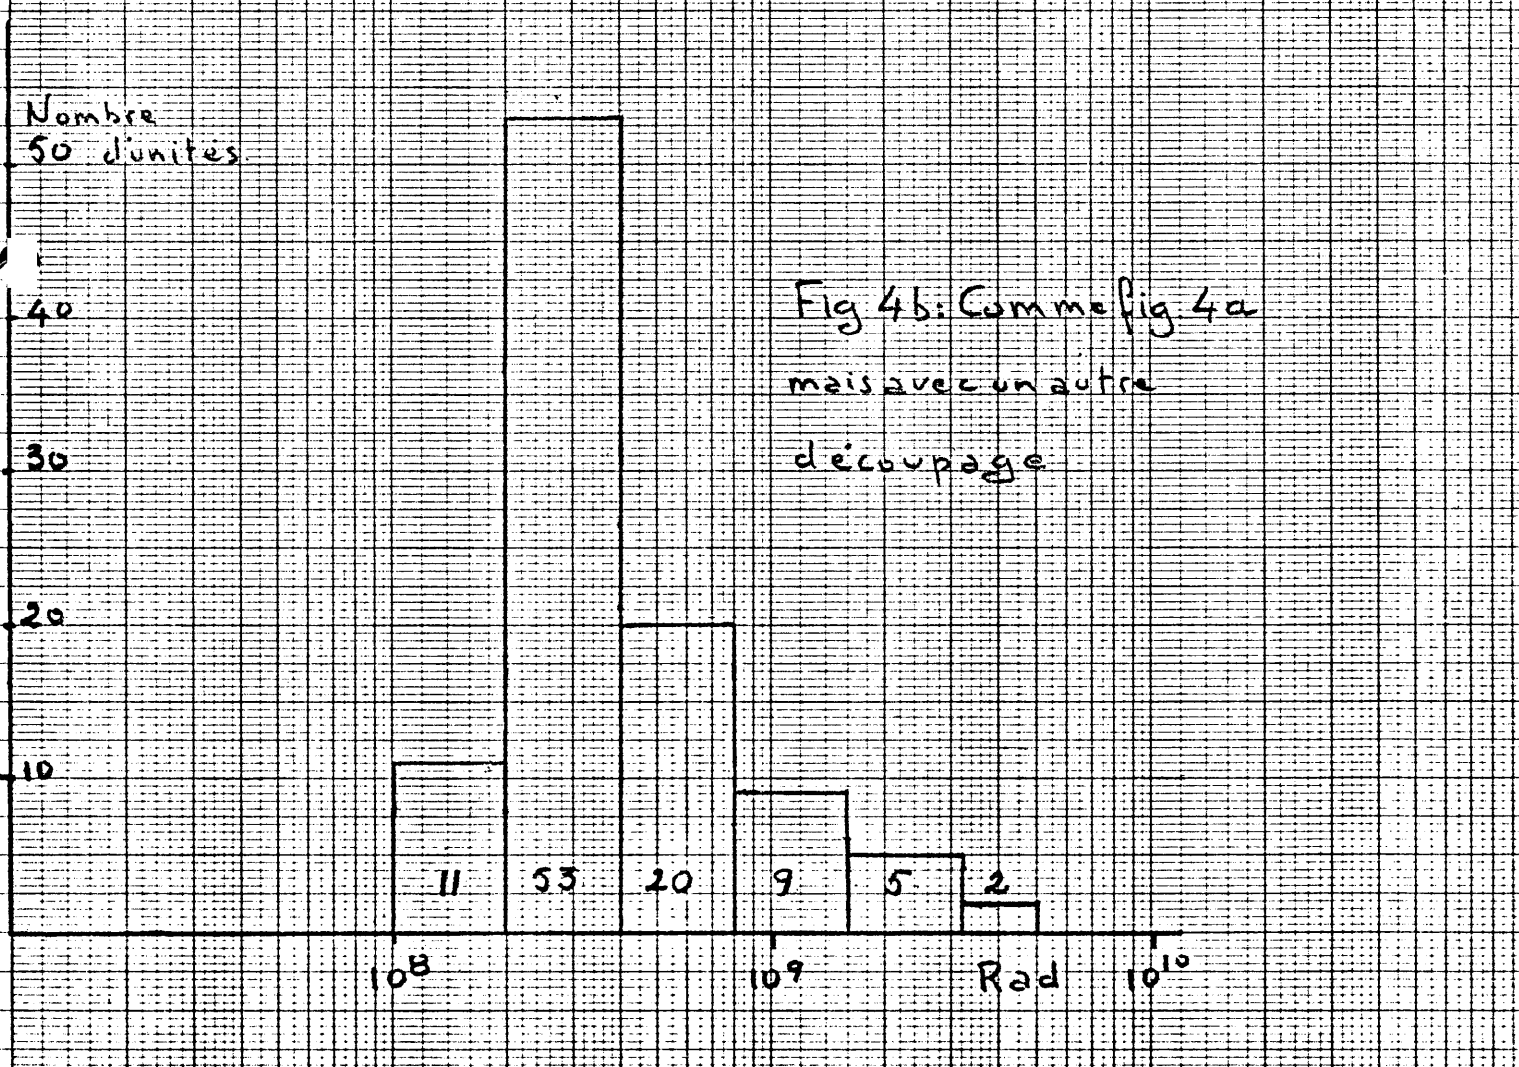 Nombre
50 d'unités
40
30
20
10
Fig 4b: Comme fig. 4a
mais avec un autre
découpage
11 53 20 9 5 2
10⁸ 10⁹ Rad 10¹⁰